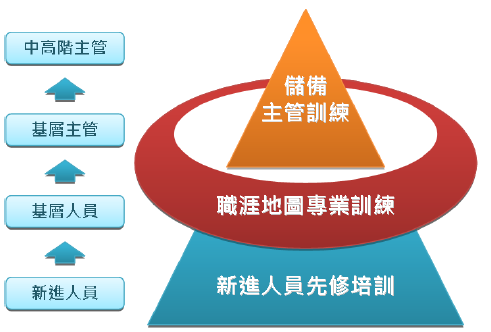 中高階主管
基層主管
基層人員
新進人員
儲備
主管訓練
職涯地圖專業訓練
新進人員先修培訓